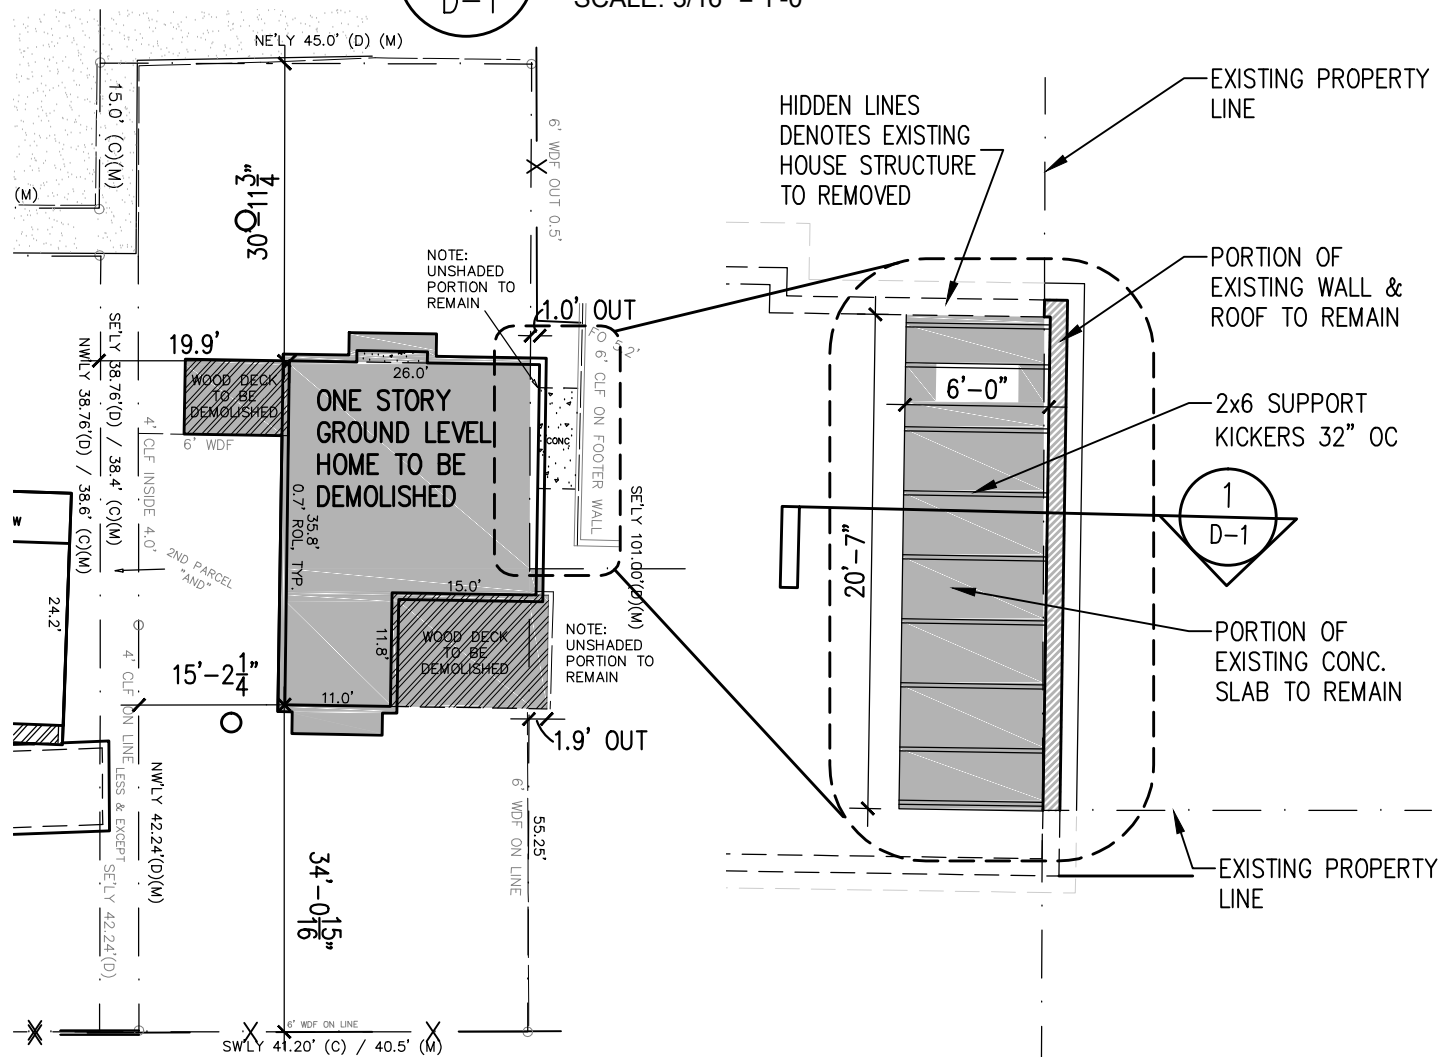 D-1
SCALE: 3/16" = 1'-0"
NE'LY 45.0' (D) (M)
15.0' (C)(M)
(M)
30'-11 3/4"
6' WDF OUT 0.5'
NOTE:
UNSHADED
PORTION TO
REMAIN
1.0' OUT
6' CLF ON FOOTER WALL
19.9'
WOOD DECK
TO BE
DEMOLISHED
6' WDF
26.0'
ONE STORY
GROUND LEVEL
HOME TO BE
DEMOLISHED
CONC.
35.8'
0.7' ROL, TYP.
SE'LY 38.76'(D) / 38.4' (C)(M)
NW'LY 38.76'(D) / 38.6' (C)(M)
4' CLF INSIDE 4.0'
2ND PARCEL
"AND"
W
24.2'
15.0'
11.8'
WOOD DECK
TO BE
DEMOLISHED
SE'LY 101.00'(D)(M)
NOTE:
UNSHADED
PORTION TO
REMAIN
15'-2 1/4"
11.0'
1.9' OUT
4' CLF ON LINE
LESS & EXCEPT
NW'LY 42.24'(D)(M)
SE'LY 42.24'(D)
34'-0 15/16"
6' WDF ON LINE
55.25'
6' WDF ON LINE
SW'LY 41.20' (C) / 40.5' (M)
HIDDEN LINES
DENOTES EXISTING
HOUSE STRUCTURE
TO REMOVED
EXISTING PROPERTY
LINE
PORTION OF
EXISTING WALL &
ROOF TO REMAIN
6'-0"
2x6 SUPPORT
KICKERS 32" OC
1
D-1
20'-7"
PORTION OF
EXISTING CONC.
SLAB TO REMAIN
EXISTING PROPERTY
LINE